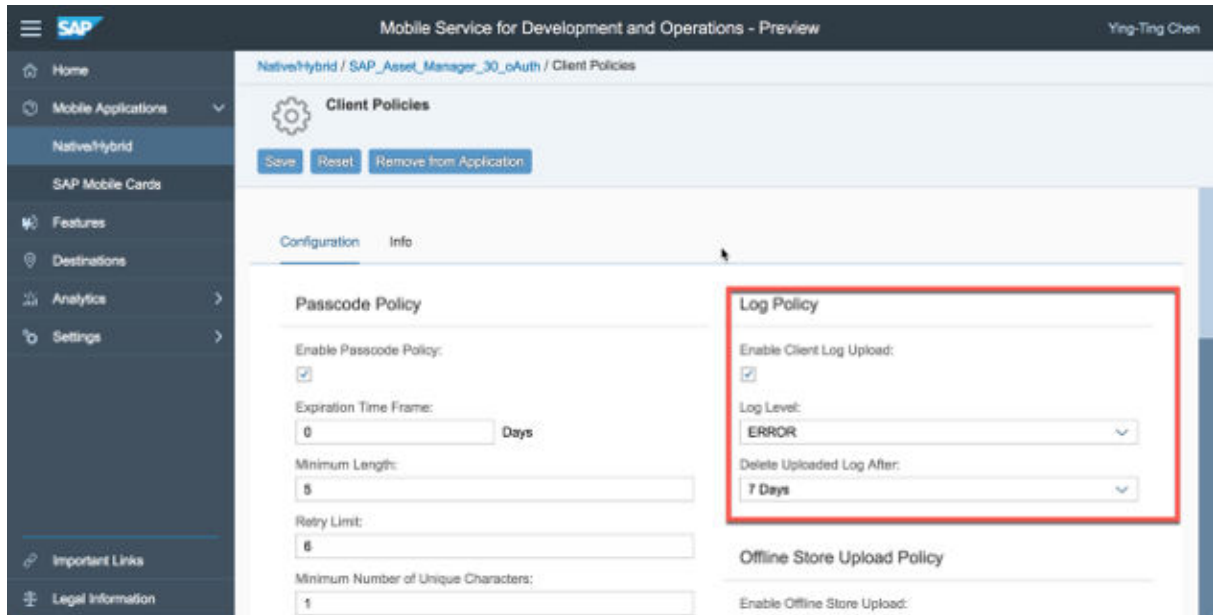 SAP
Mobile Service for Development and Operations - Preview
Ying-Ting Chen
Home
Mobile Applications
Native/Hybrid
SAP Mobile Cards
Features
Destinations
Analytics
Settings
Important Links
Legal Information
Native/Hybrid / SAP_Asset_Manager_30_oAuth / Client Policies
Client Policies
Save Reset Remove from Application
Configuration Info
Passcode Policy
Enable Passcode Policy:
Expiration Time Frame:
0 Days
Minimum Length:
5
Retry Limit:
6
Minimum Number of Unique Characters:
1
Log Policy
Enable Client Log Upload:
Log Level:
ERROR
Delete Uploaded Log After:
7 Days
Offline Store Upload Policy
Enable Offline Store Upload: